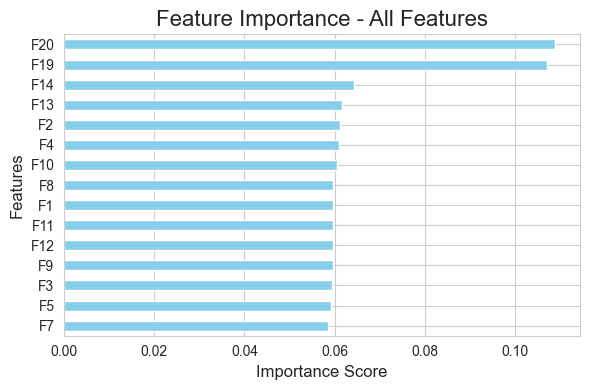 Feature Importance - All Features
F20
F19
F14
F13
F2
F4
F10
F8
F1
F11
F12
F9
F3
F5
F7
Features
0.00 0.02 0.04 0.06 0.08 0.10
Importance Score